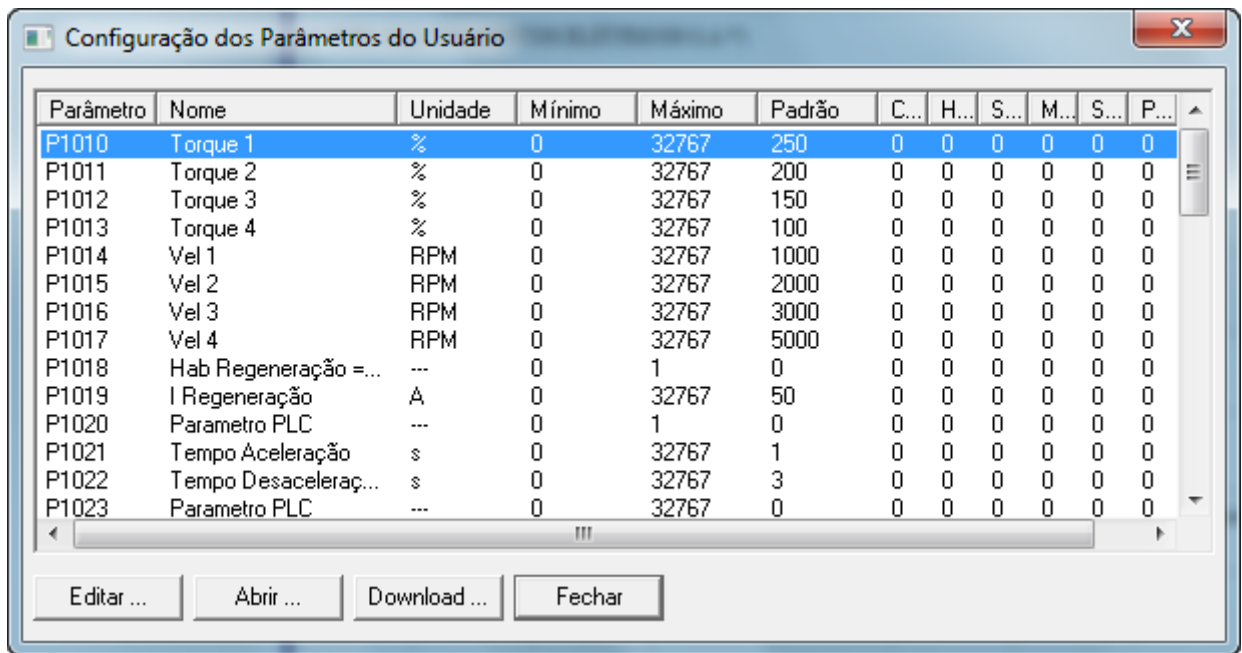 Configuração dos Parâmetros do Usuário
Parâmetro Nome Unidade Mínimo Máximo Padrão C... H... S... M... S... P...
P1010 Torque 1 % 0 32767 250 0 0 0 0 0 0
P1011 Torque 2 % 0 32767 200 0 0 0 0 0 0
P1012 Torque 3 % 0 32767 150 0 0 0 0 0 0
P1013 Torque 4 % 0 32767 100 0 0 0 0 0 0
P1014 Vel 1 RPM 0 32767 1000 0 0 0 0 0 0
P1015 Vel 2 RPM 0 32767 2000 0 0 0 0 0 0
P1016 Vel 3 RPM 0 32767 3000 0 0 0 0 0 0
P1017 Vel 4 RPM 0 32767 5000 0 0 0 0 0 0
P1018 Hab Regeneração =... --- 0 1 0 0 0 0 0 0 0
P1019 I Regeneração A 0 32767 50 0 0 0 0 0 0
P1020 Parametro PLC --- 0 1 0 0 0 0 0 0 0
P1021 Tempo Aceleração s 0 32767 1 0 0 0 0 0 0
P1022 Tempo Desaceleraç... s 0 32767 3 0 0 0 0 0 0
P1023 Parametro PLC --- 0 32767 0 0 0 0 0 0 0
Editar ... Abrir ... Download ... Fechar